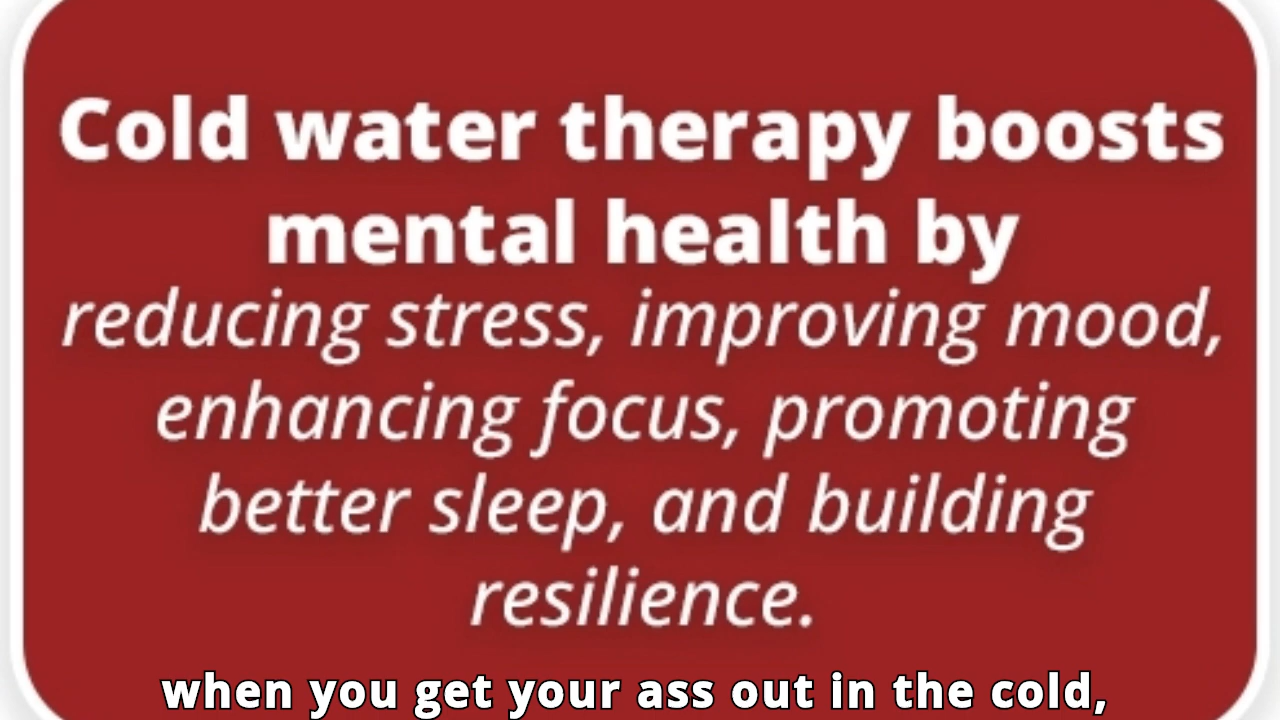 Cold water therapy boosts
mental health by
reducing stress, improving mood,
enhancing focus, promoting
better sleep, and building
resilience.
when you get your ass out in the cold,